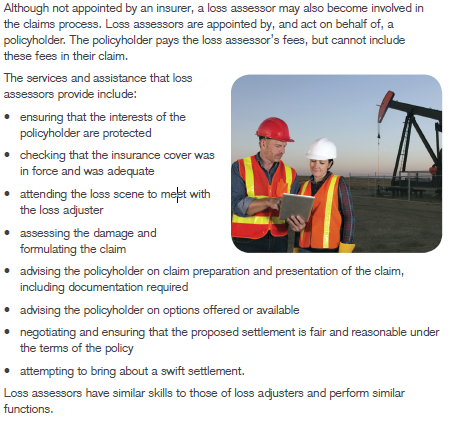 Although not appointed by an insurer, a loss assessor may also become involved in
the claims process. Loss assessors are appointed by, and act on behalf of, a
policyholder. The policyholder pays the loss assessor's fees, but cannot include
these fees in their claim.
The services and assistance that loss
assessors provide include:
• ensuring that the interests of the
policyholder are protected
• checking that the insurance cover was
in force and was adequate
• attending the loss scene to meet with
the loss adjuster
• assessing the damage and
formulating the claim
• advising the policyholder on claim preparation and presentation of the claim,
including documentation required
• advising the policyholder on options offered or available
• negotiating and ensuring that the proposed settlement is fair and reasonable under
the terms of the policy
• attempting to bring about a swift settlement.
Loss assessors have similar skills to those of loss adjusters and perform similar
functions.